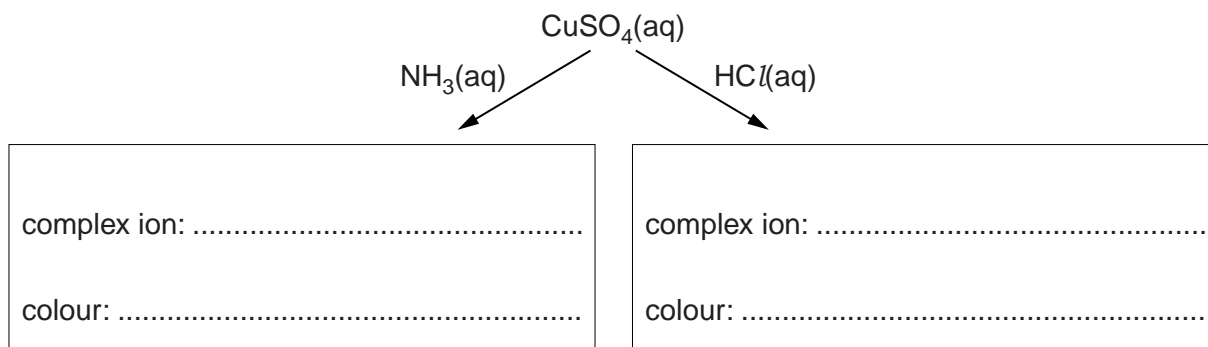 CuSO₄(aq)
NH₃(aq)
HCl(aq)
complex ion: ................................................
colour: .........................................................
complex ion: ................................................
colour: .........................................................